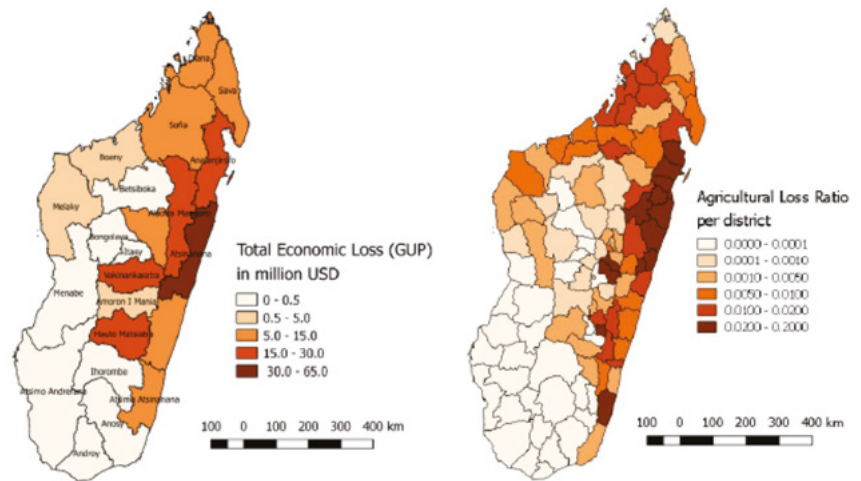 Diana
Sava
Sofia
Analanjirofo
Boeny
Betsiboka
Melaky
Alaotra Mangoro
Bongolava
Itasy
Atsinanana
Vakinankaratra
Menabe
Amoron I Mania
Haute Matsiatra
Ihorombe
Atsimo Andrefana
Atsimo Atsinanana
Anosy
Androy
Total Economic Loss (GUP)
in million USD
0 - 0.5
0.5 - 5.0
5.0 - 15.0
15.0 - 30.0
30.0 - 65.0
100 0 100 200 300 400 km
Agricultural Loss Ratio
per district
0.0000 - 0.0001
0.0001 - 0.0010
0.0010 - 0.0050
0.0050 - 0.0100
0.0100 - 0.0200
0.0200 - 0.2000
100 0 100 200 300 400 km